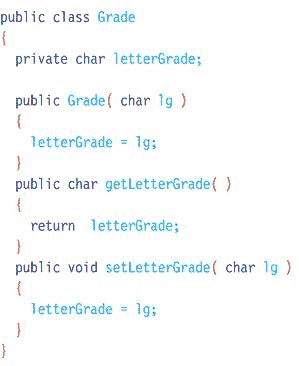 public class Grade
{
private char letterGrade;
public Grade( char lg )
{
letterGrade = lg;
}
public char getLetterGrade( )
{
return letterGrade;
}
public void setLetterGrade( char lg )
{
letterGrade = lg;
}
}